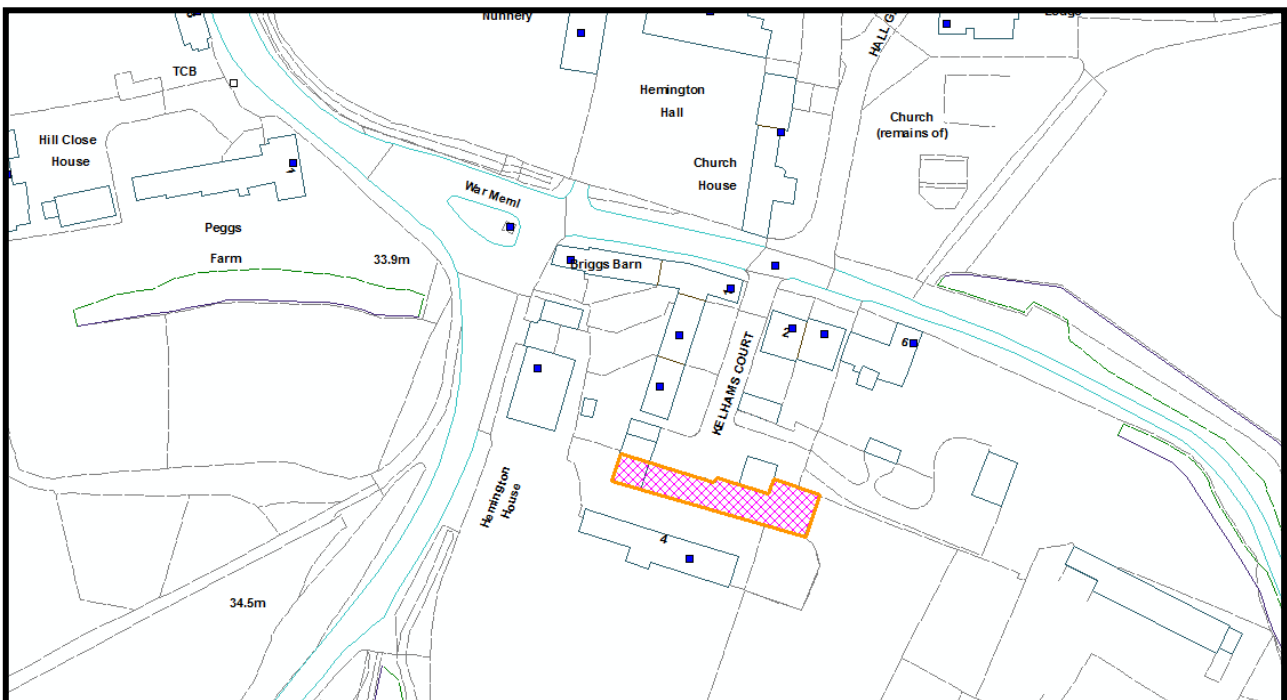 Nunnery
HALL G
TCB
Hemington
Hall
Church
(remains of)
Hill Close
House
Church
House
War Meml
Peggs
Farm
33.9m
Briggs Barn
2
6
KELHAMS COURT
Hemington
House
4
34.5m